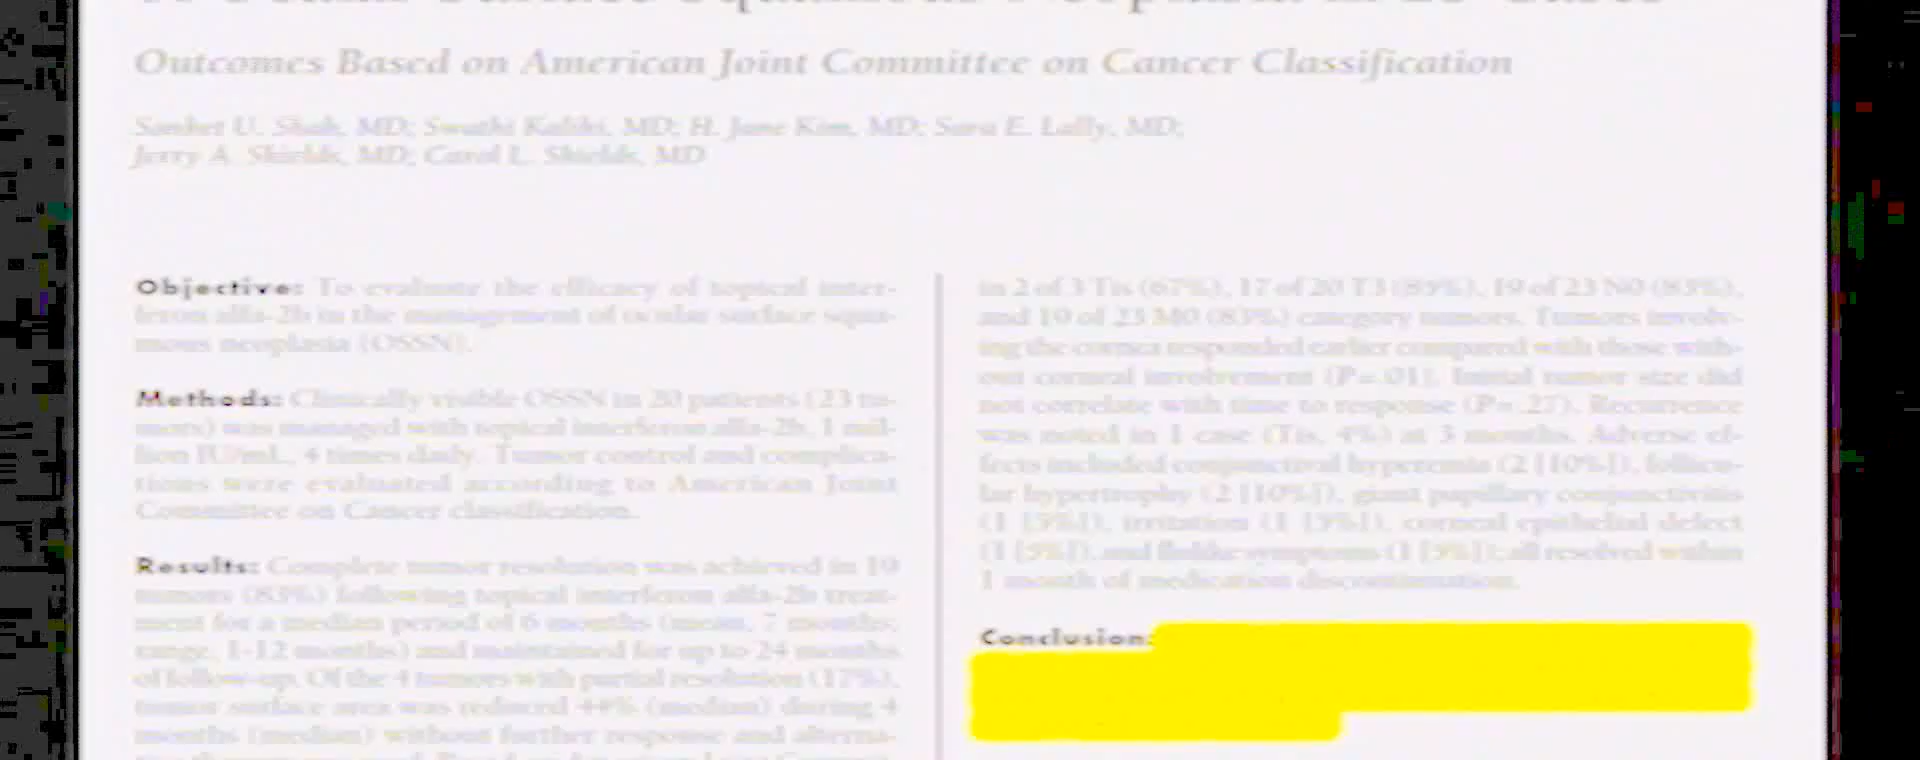 Outcomes Based on American Joint Committee on Cancer Classification
Sanket U. Shah, MD; Swathi Kaliki, MD; H. Jane Kim, MD; Sara E. Lally, MD;
Jerry A. Shields, MD; Carol L. Shields, MD
Objective: To evaluate the efficacy of topical inter-
feron alfa-2b in the management of ocular surface squa-
mous neoplasia (OSSN).
Methods: Clinically visible OSSN in 20 patients (23 tu-
mors) was managed with topical interferon alfa-2b, 1 mil-
lion IU/mL, 4 times daily. Tumor control and complica-
tions were evaluated according to American Joint
Committee on Cancer classification.
Results: Complete tumor resolution was achieved in 19
tumors (83%) following topical interferon alfa-2b treat-
ment for a median period of 6 months (mean, 7 months;
range, 1-12 months) and maintained for up to 24 months
of follow-up. Of the 4 tumors with partial resolution (17%),
tumor surface area was reduced 44% (median) during 4
months (median) without further response and alterna-
in 2 of 3 Tis (67%), 17 of 20 T3 (85%), 19 of 23 N0 (83%),
and 19 of 23 M0 (83%) category tumors. Tumors involv-
ing the cornea responded earlier compared with those with-
out corneal involvement (P=.01). Initial tumor size did
not correlate with time to response (P=.27). Recurrence
was noted in 1 case (Tis, 4%) at 3 months. Adverse ef-
fects included conjunctival hyperemia (2 [10%]), follicu-
lar hypertrophy (2 [10%]), giant papillary conjunctivitis
(1 [5%]), irritation (1 [5%]), corneal epithelial defect
(1 [5%]), and flulike symptoms (1 [5%]); all resolved within
1 month of medication discontinuation.
Conclusion: